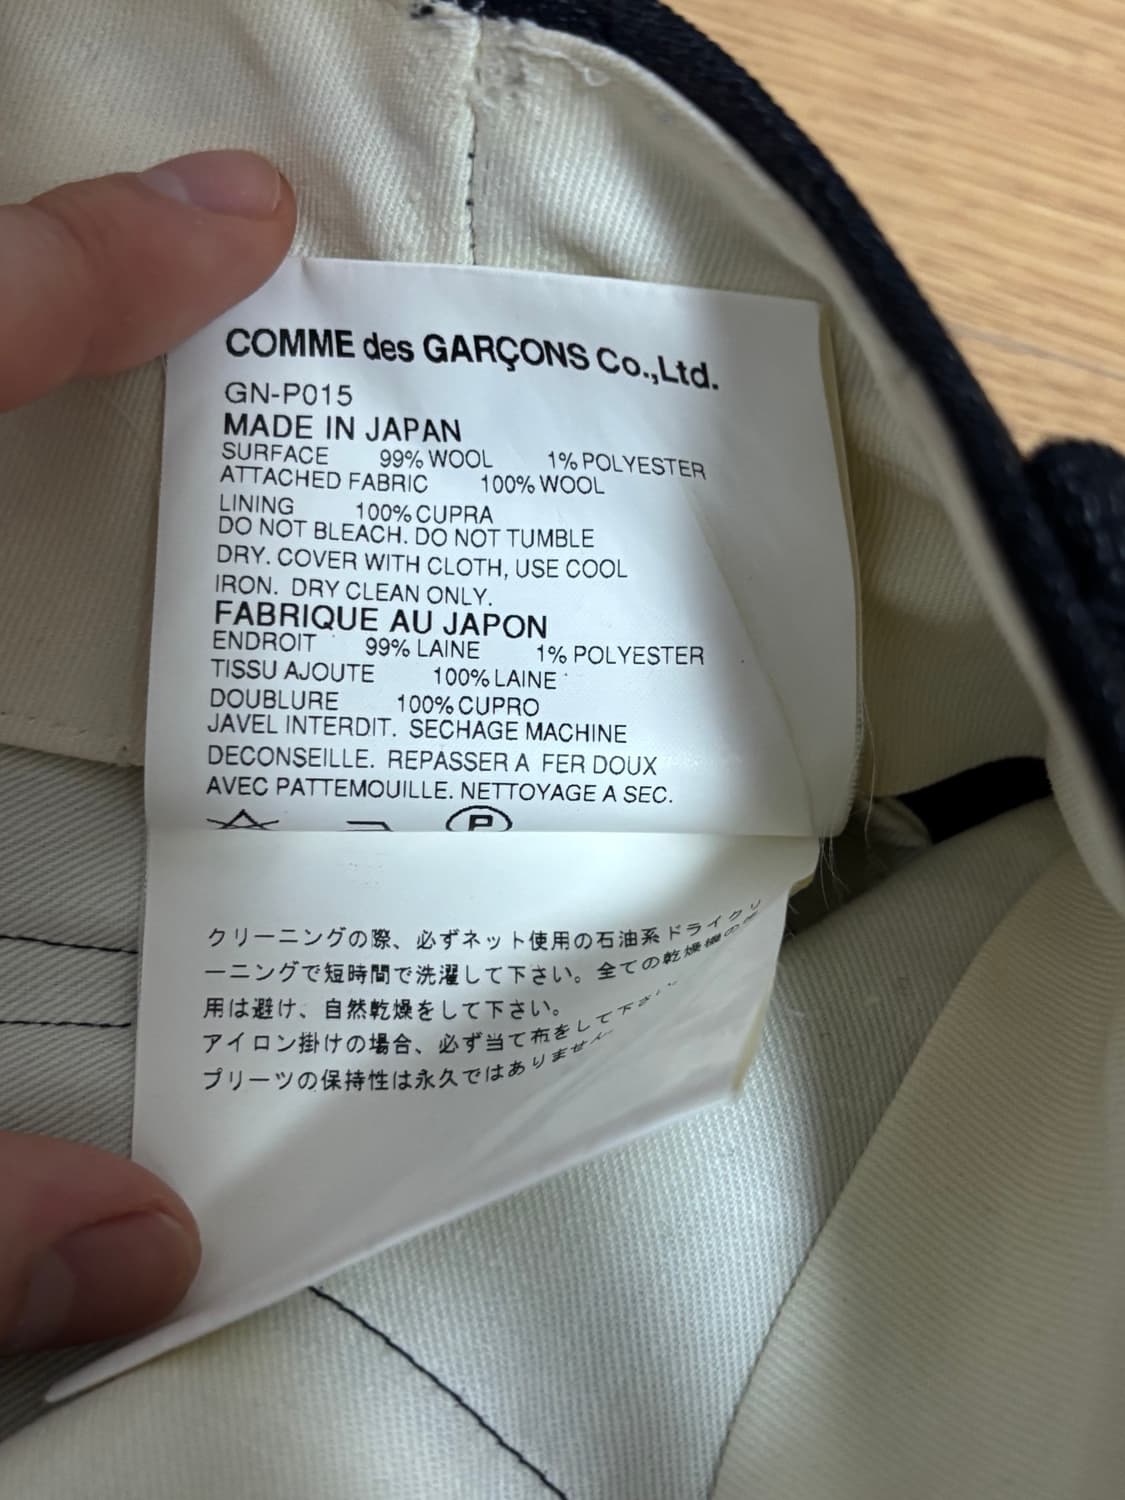 COMME des GARÇONS Co.,Ltd.
GN-P015
MADE IN JAPAN
SURFACE 99% WOOL 1% POLYESTER
ATTACHED FABRIC 100% WOOL
LINING 100% CUPRA
DO NOT BLEACH. DO NOT TUMBLE
DRY. COVER WITH CLOTH, USE COOL
IRON. DRY CLEAN ONLY.
FABRIQUE AU JAPON
ENDROIT 99% LAINE 1% POLYESTER
TISSU AJOUTE 100% LAINE
DOUBLURE 100% CUPRO
JAVEL INTERDIT. SECHAGE MACHINE
DECONSEILLE. REPASSER A FER DOUX
AVEC PATTEMOUILLE. NETTOYAGE A SEC.
P
クリーニングの際、必ずネット使用の石油系ドライクリ
ーニングで短時間で洗濯して下さい。全ての乾燥機の使
用は避け、自然乾燥をして下さい。
アイロン掛けの場合、必ず当て布をして下さい。
プリーツの保持性は永久ではありません。